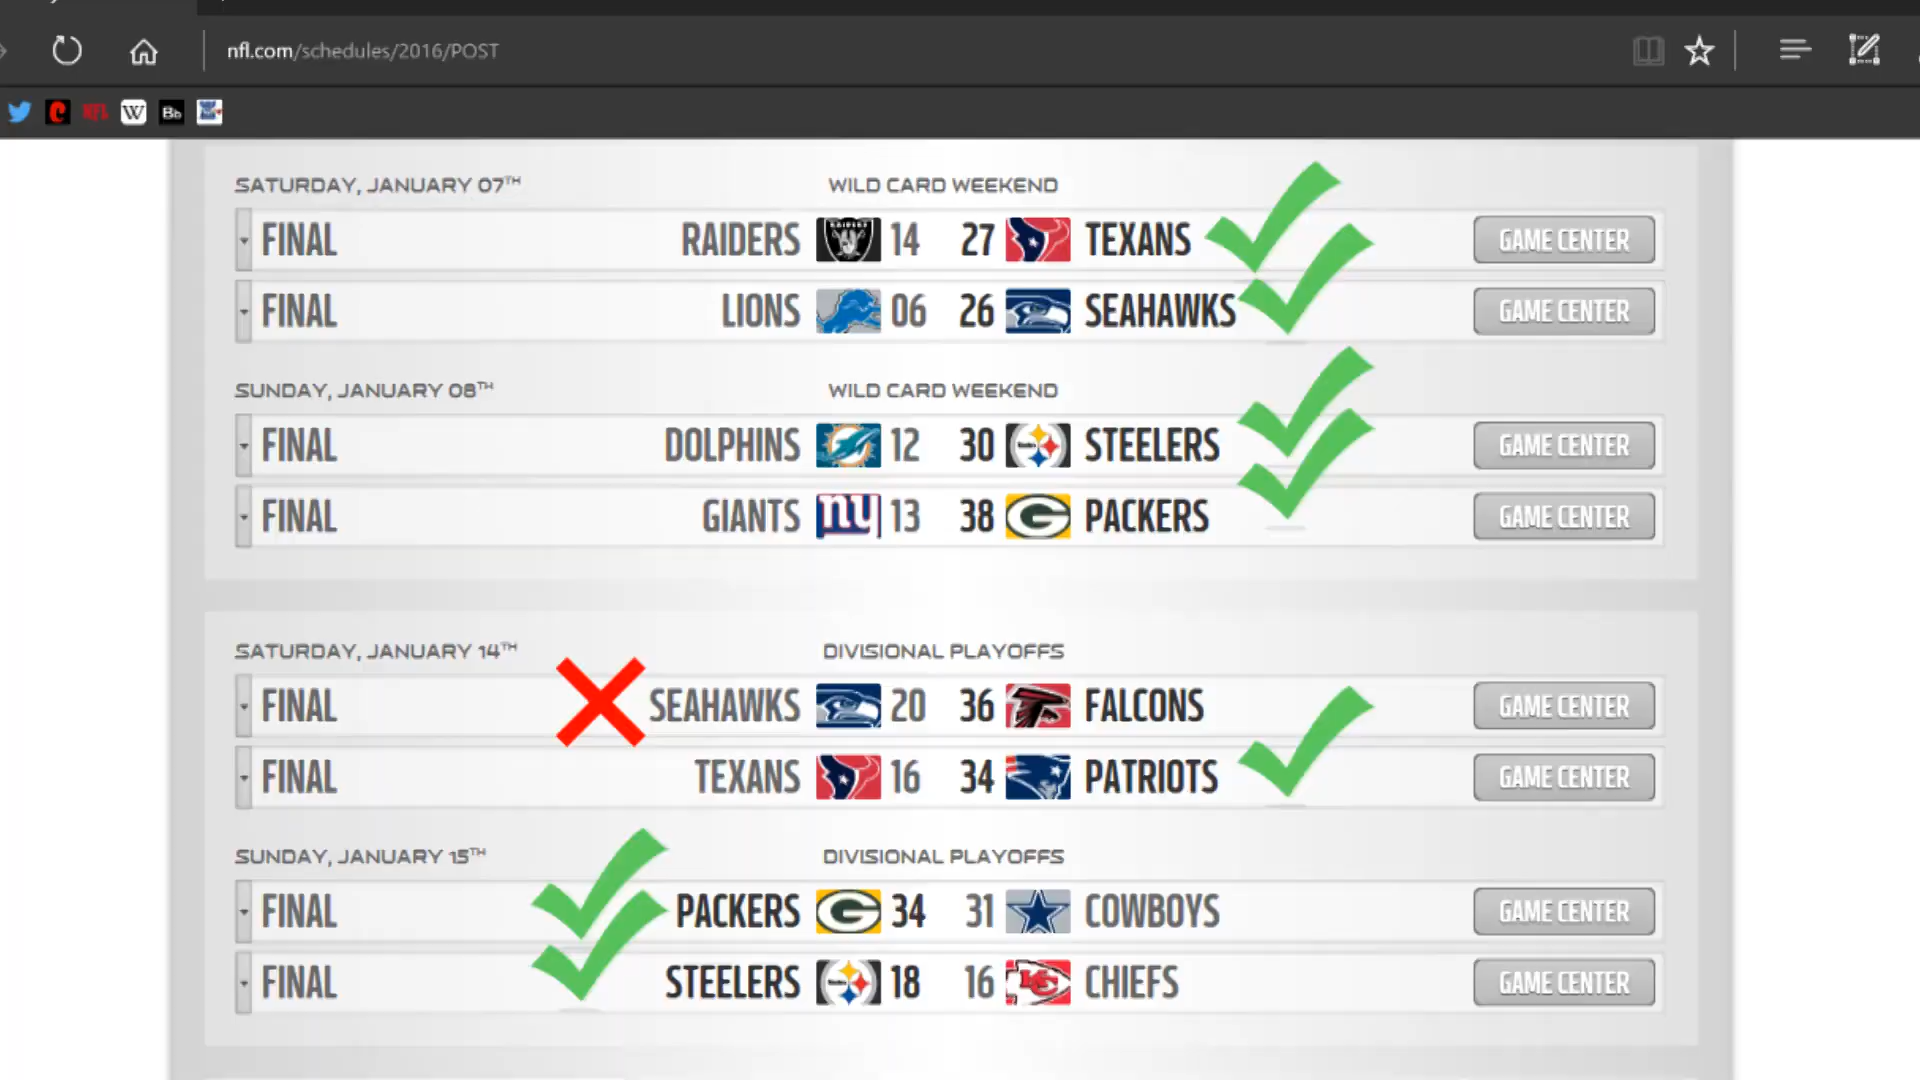 nfl.com/schedules/2016/POST
NFL W Bb
SATURDAY, JANUARY 07TH WILD CARD WEEKEND
FINAL RAIDERS 14 27 TEXANS GAME CENTER
FINAL LIONS 06 26 SEAHAWKS GAME CENTER
SUNDAY, JANUARY 08TH WILD CARD WEEKEND
FINAL DOLPHINS 12 30 STEELERS GAME CENTER
FINAL GIANTS ny 13 38 G PACKERS GAME CENTER
SATURDAY, JANUARY 14TH DIVISIONAL PLAYOFFS
FINAL SEAHAWKS 20 36 FALCONS GAME CENTER
FINAL TEXANS 16 34 PATRIOTS GAME CENTER
SUNDAY, JANUARY 15TH DIVISIONAL PLAYOFFS
FINAL PACKERS G 34 31 COWBOYS GAME CENTER
FINAL STEELERS 18 16 KC CHIEFS GAME CENTER